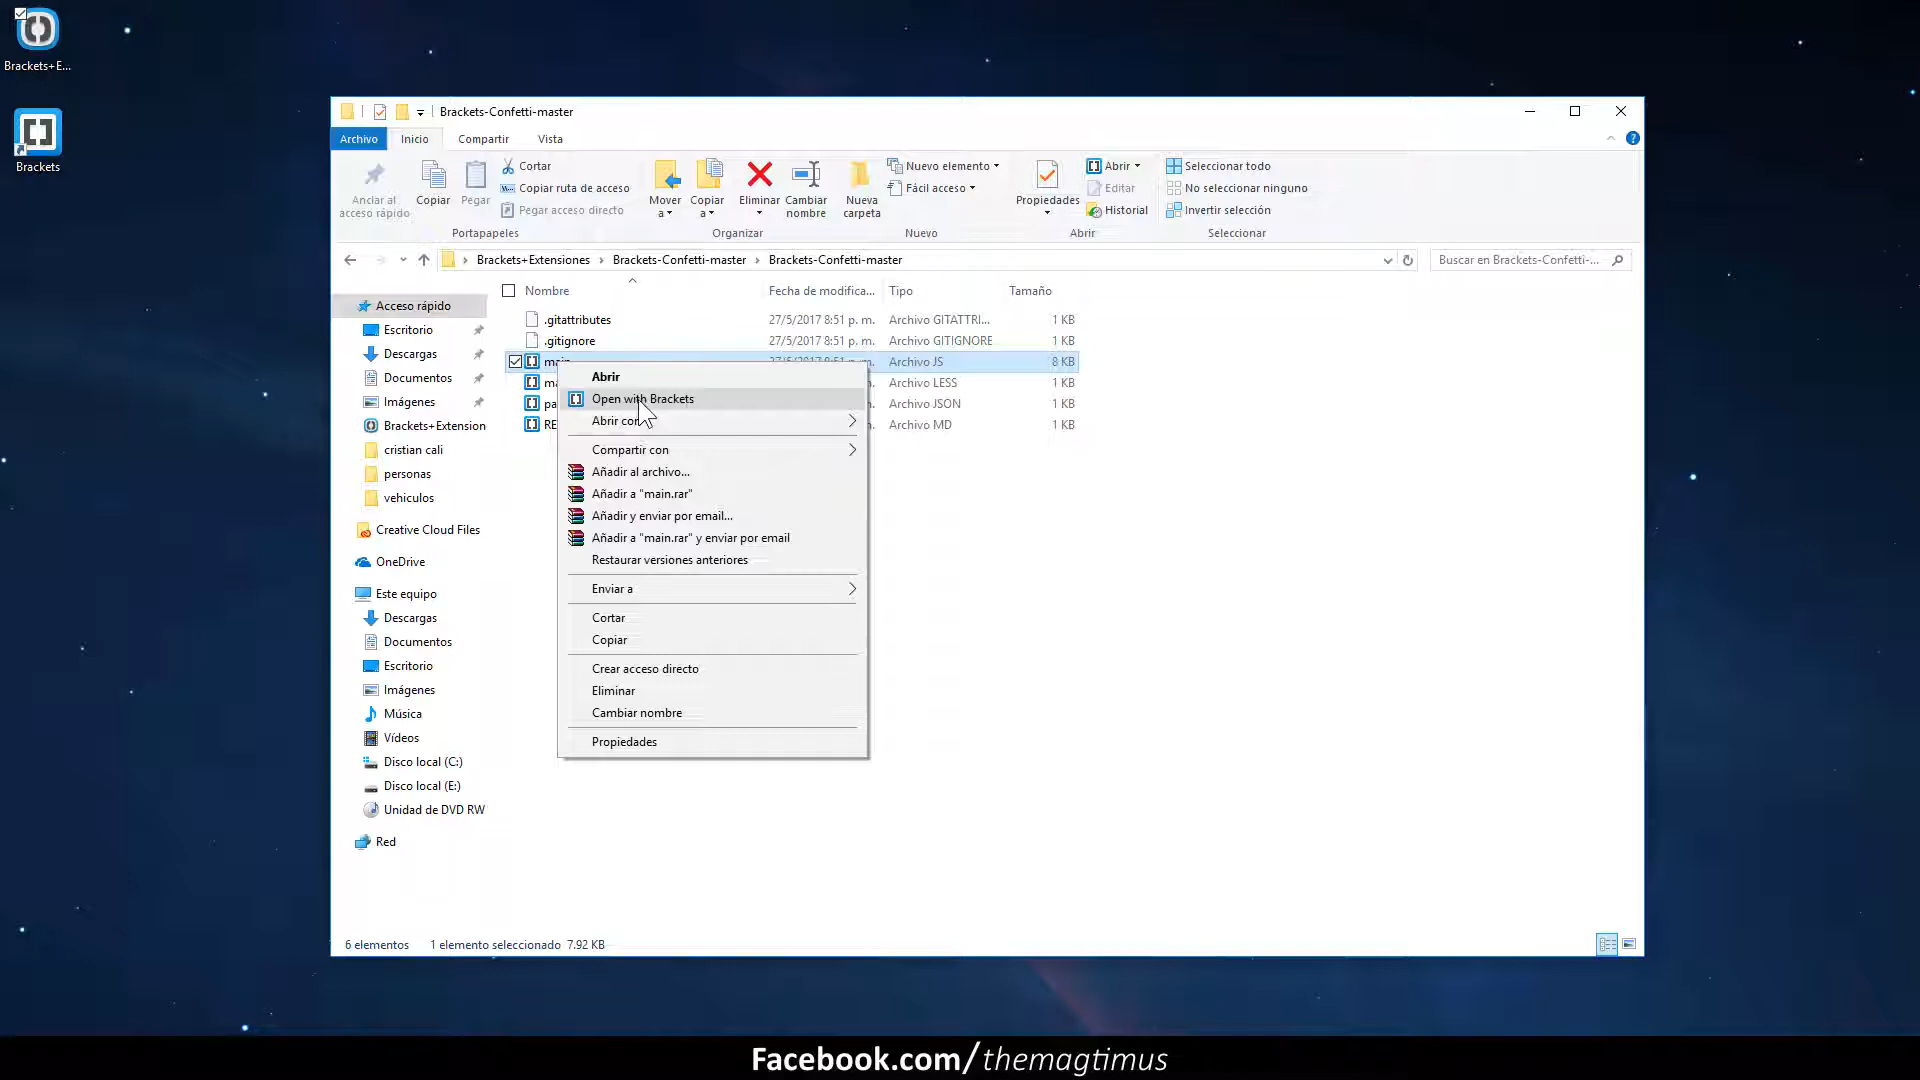 Brackets+E...
Brackets
Brackets-Confetti-master
Archivo
Inicio
Compartir
Vista
Anclar al
acceso rápido
Copiar
Pegar
Cortar
Copiar ruta de acceso
Pegar acceso directo
Portapapeles
Mover
a
Copiar
a
Eliminar
Cambiar
nombre
Organizar
Nueva
carpeta
Nuevo elemento
Fácil acceso
Nuevo
Propiedades
Abrir
Editar
Historial
Abrir
Seleccionar todo
No seleccionar ninguno
Invertir selección
Seleccionar
Brackets+Extensiones > Brackets-Confetti-master > Brackets-Confetti-master
Buscar en Brackets-Confetti-...
Nombre
Fecha de modifica...
Tipo
Tamaño
.gitattributes 27/5/2017 8:51 p. m. Archivo GITATTRI... 1 KB
.gitignore 27/5/2017 8:51 p. m. Archivo GITIGNORE 1 KB
main 27/5/2017 8:51 p. m. Archivo JS 8 KB
ma m. Archivo LESS 1 KB
pa m. Archivo JSON 1 KB
RE m. Archivo MD 1 KB
Abrir
Open with Brackets
Abrir con
Compartir con
Añadir al archivo...
Añadir a "main.rar"
Añadir y enviar por email...
Añadir a "main.rar" y enviar por email
Restaurar versiones anteriores
Enviar a
Cortar
Copiar
Crear acceso directo
Eliminar
Cambiar nombre
Propiedades
Acceso rápido
Escritorio
Descargas
Documentos
Imágenes
Brackets+Extension
cristian cali
personas
vehiculos
Creative Cloud Files
OneDrive
Este equipo
Descargas
Documentos
Escritorio
Imágenes
Música
Vídeos
Disco local (C:)
Disco local (E:)
Unidad de DVD RW
Red
6 elementos
1 elemento seleccionado 7.92 KB
Facebook.com/themagtimus